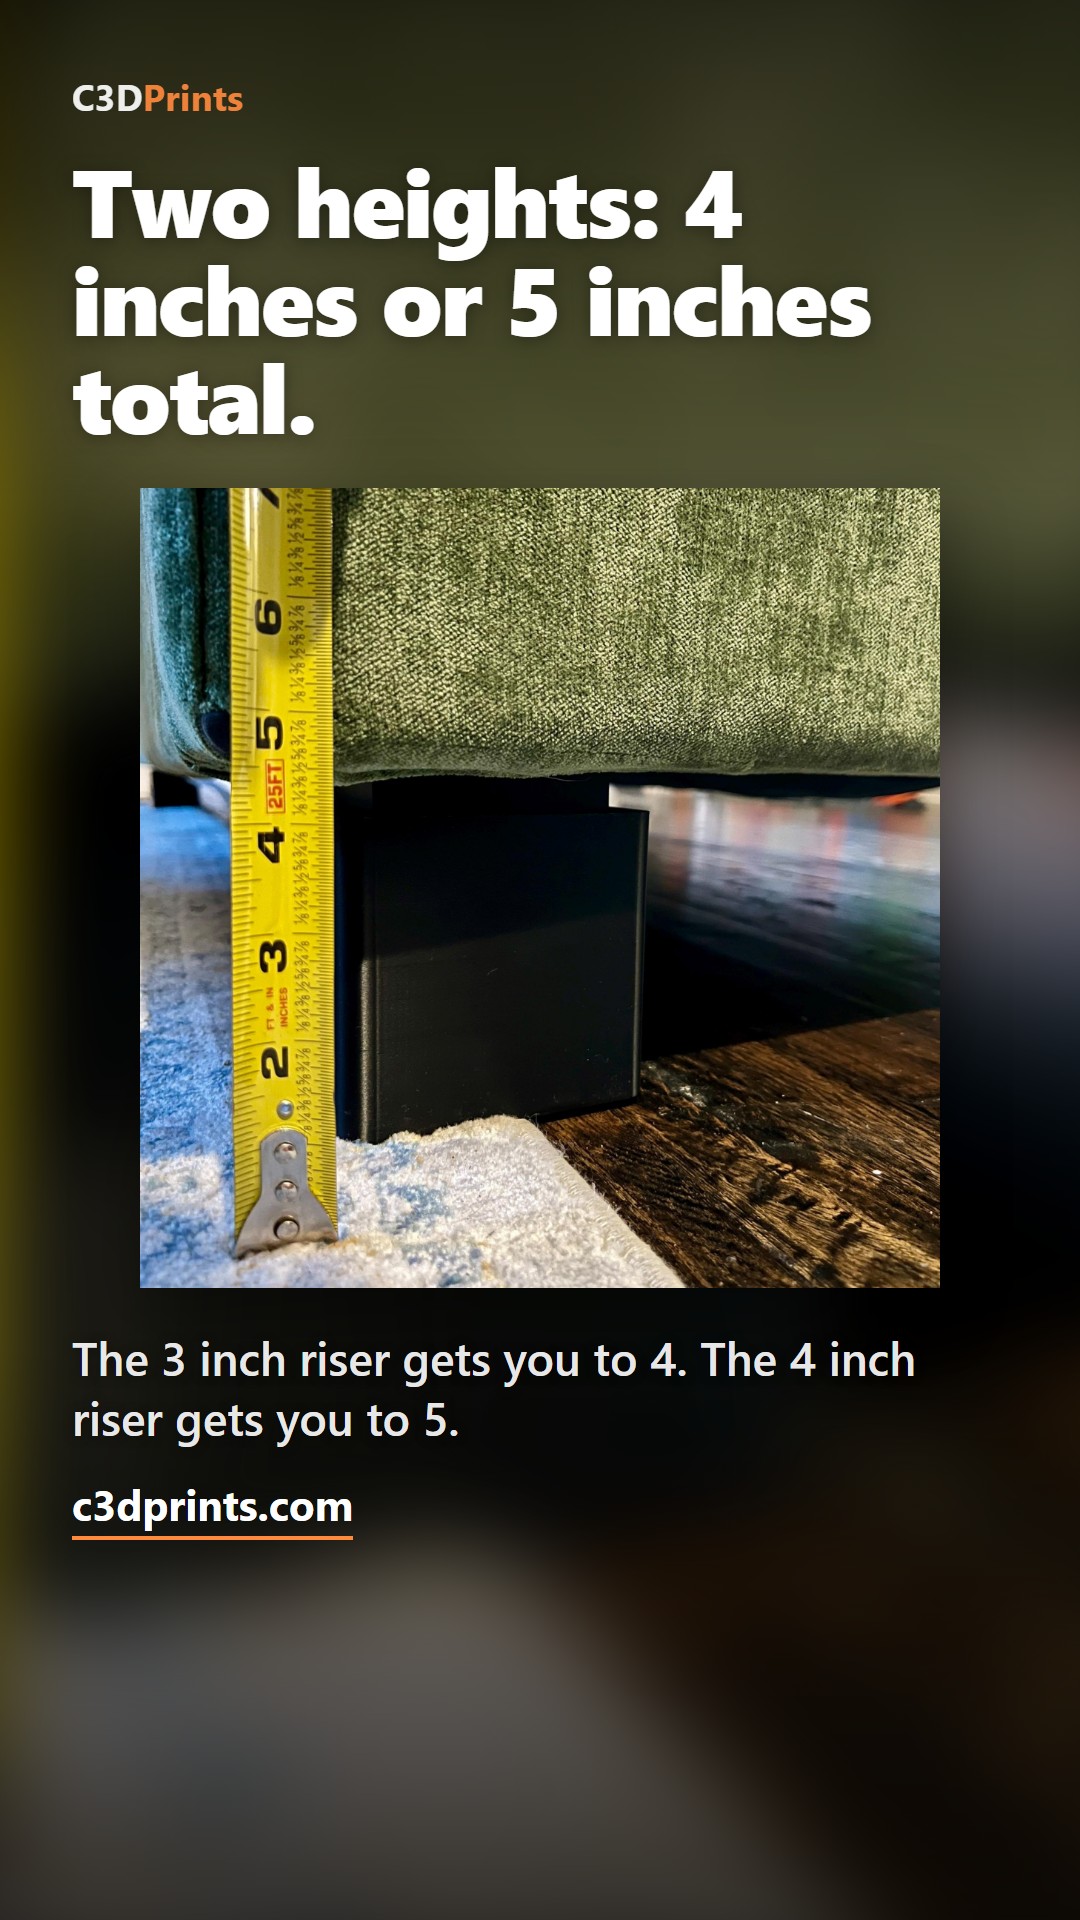 C3DPrints
Two heights: 4
inches or 5 inches
total.
6
5
25FT
4
3
FT & IN
INCHES
2
The 3 inch riser gets you to 4. The 4 inch
riser gets you to 5.
c3dprints.com